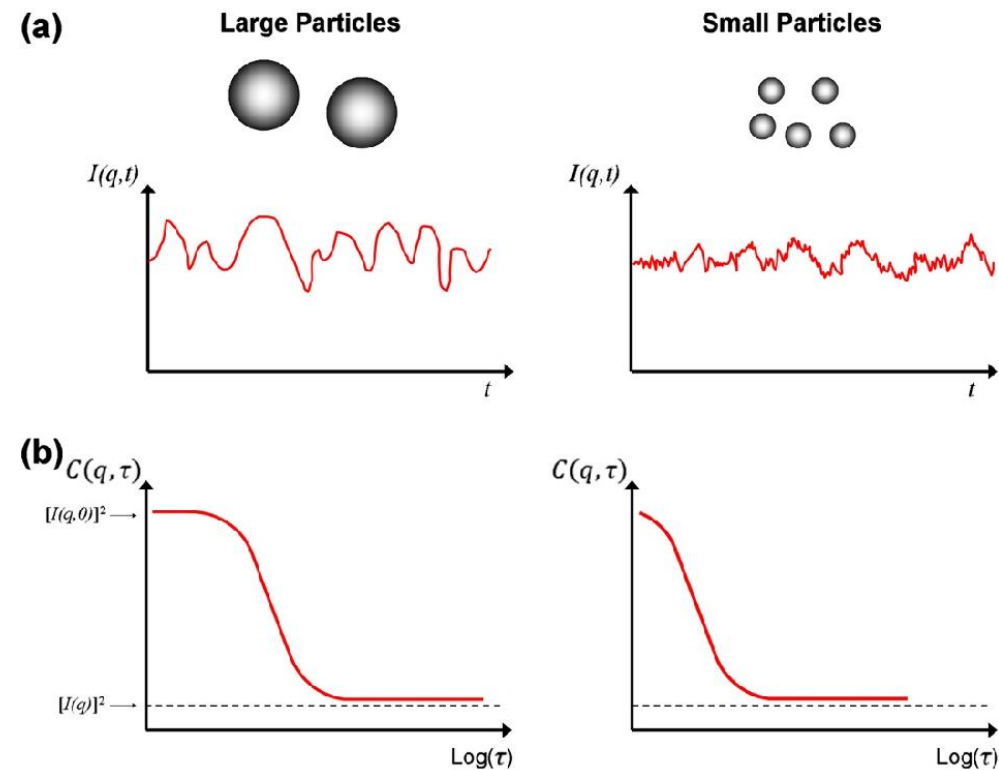 (a)
Large Particles
Small Particles
I(q,t)
I(q,t)
t
t
(b)
C(q, τ)
C(q, τ)
[I(q,0)]²
[I(q)]²
Log(τ)
Log(τ)